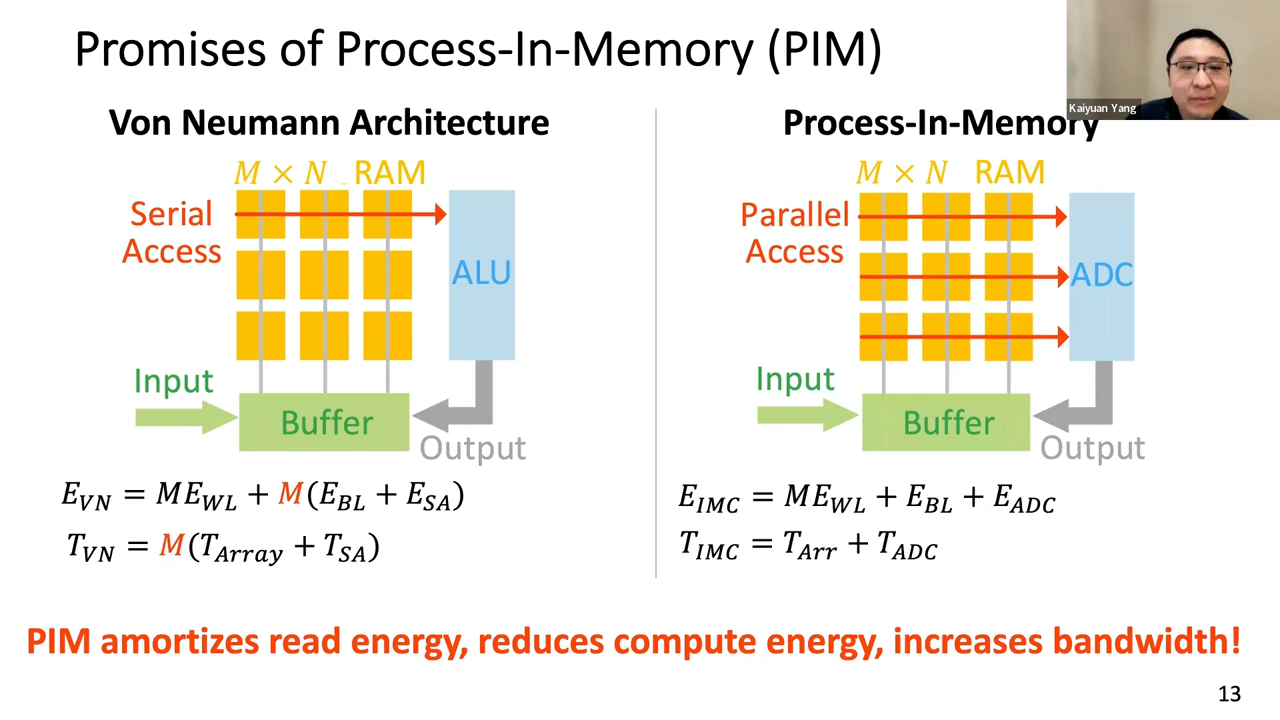 Promises of Process-In-Memory (PIM)
Kaiyuan Yang
Von Neumann Architecture
M × N RAM
Serial
Access
ALU
Input
Buffer
Output
E_VN = ME_WL + M(E_BL + E_SA)
T_VN = M(T_Array + T_SA)
Process-In-Memory
M × N RAM
Parallel
Access
ADC
Input
Buffer
Output
E_IMC = ME_WL + E_BL + E_ADC
T_IMC = T_Arr + T_ADC
PIM amortizes read energy, reduces compute energy, increases bandwidth!
13